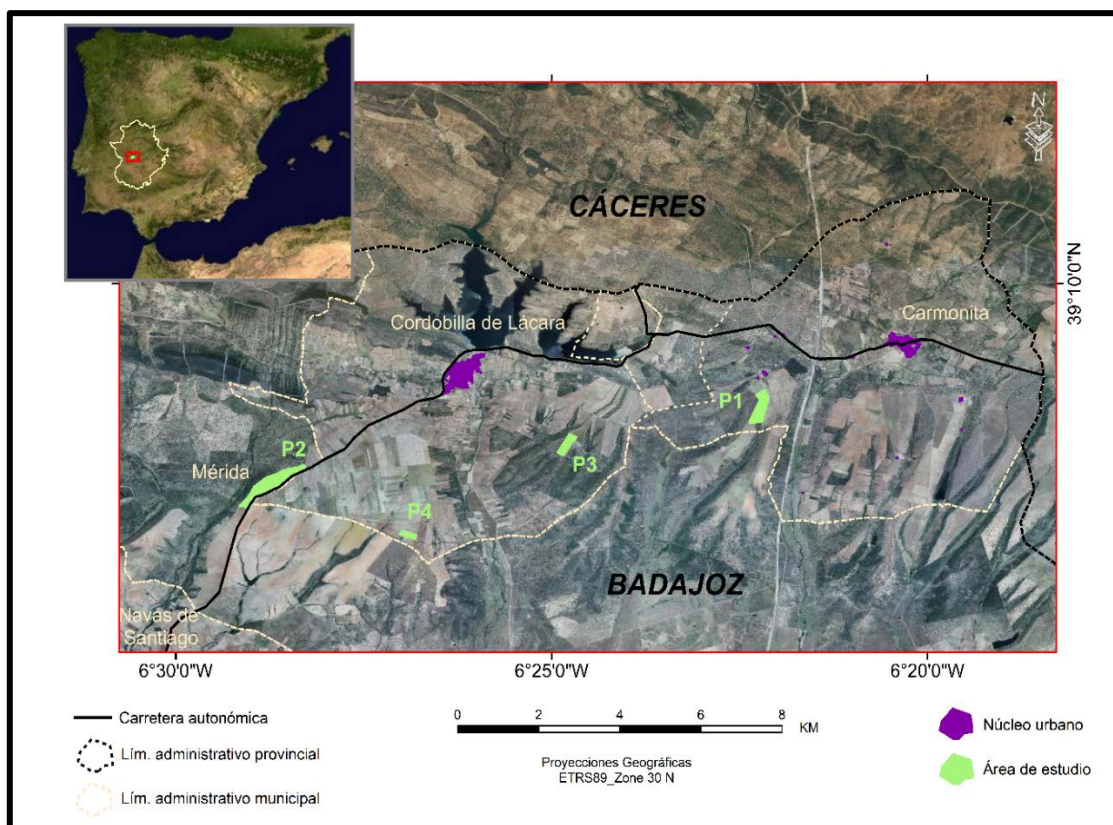 N
CÁCERES
39°10'0"N
Cordobilla de Lácara
Carmonita
P1
P2
P3
Mérida
P4
BADAJOZ
Navas de
Santiago
6°30'0"W
6°25'0"W
6°20'0"W
Carretera autonómica
Lím. administrativo provincial
Lím. administrativo municipal
0 2 4 6 8
KM
Proyecciones Geográficas
ETRS89_Zone 30 N
Núcleo urbano
Área de estudio